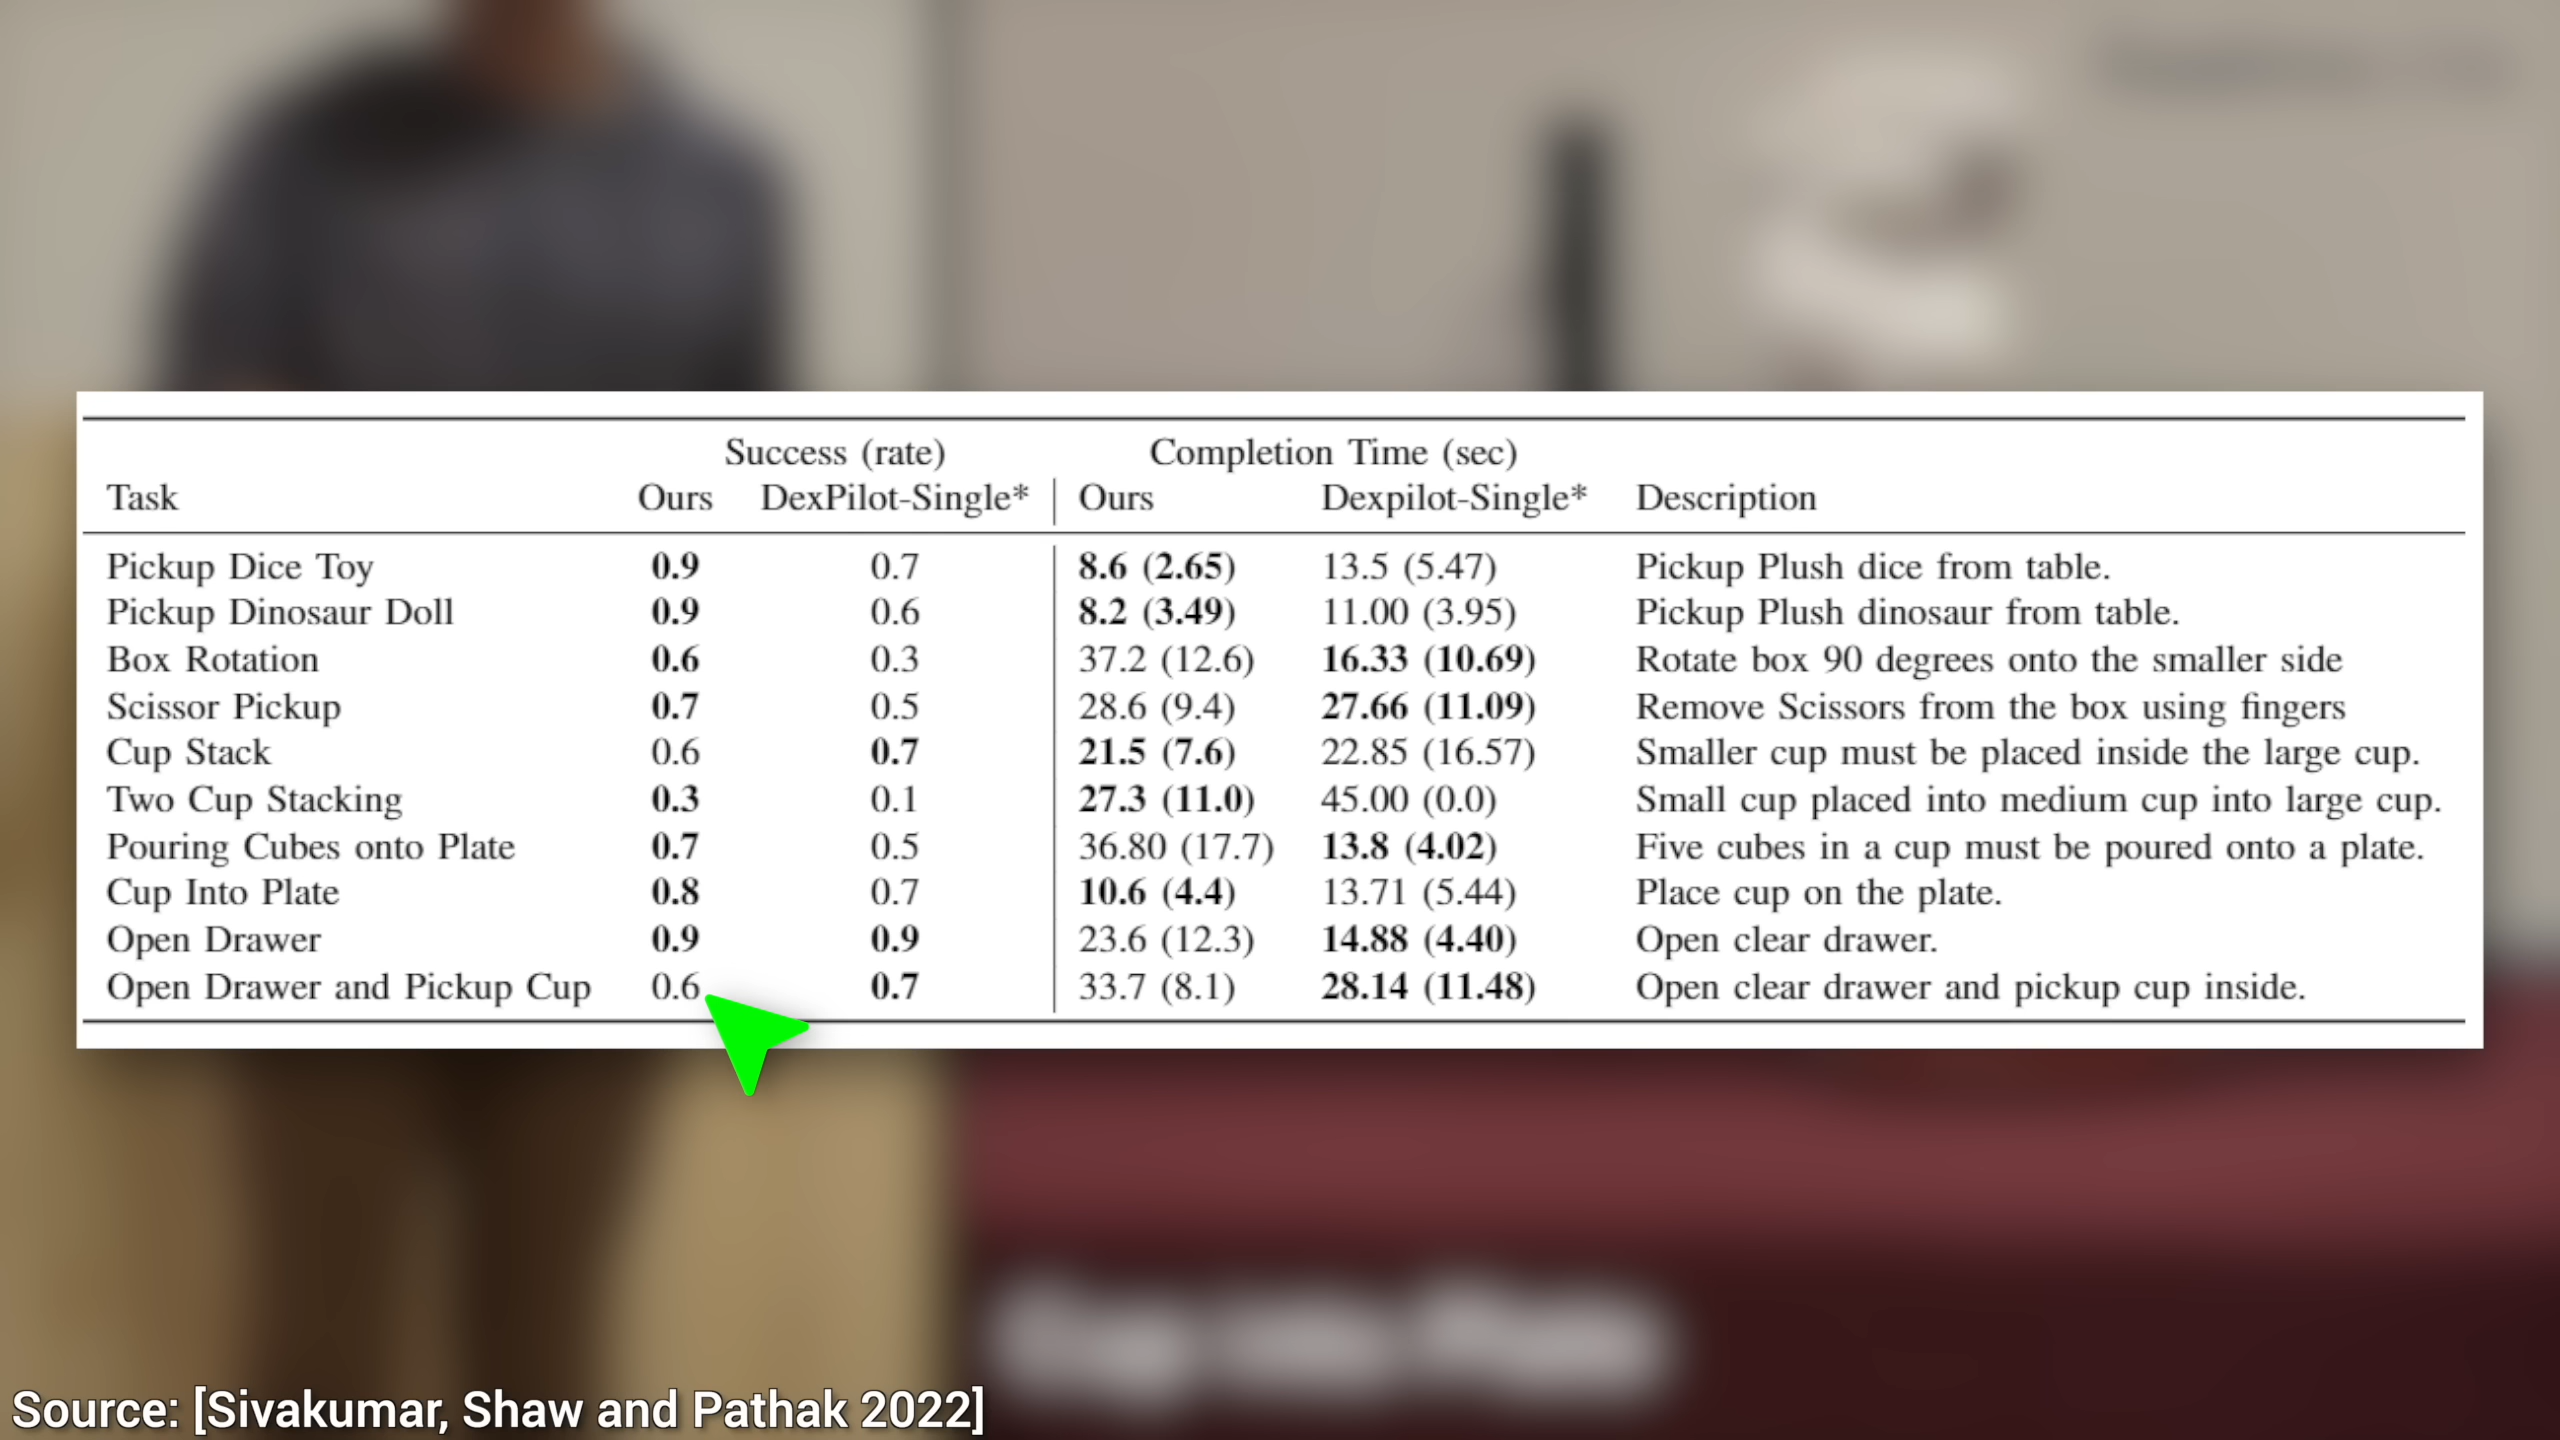 Success (rate) Completion Time (sec)
Task Ours DexPilot-Single* Ours Dexpilot-Single* Description
Pickup Dice Toy 0.9 0.7 8.6 (2.65) 13.5 (5.47) Pickup Plush dice from table.
Pickup Dinosaur Doll 0.9 0.6 8.2 (3.49) 11.00 (3.95) Pickup Plush dinosaur from table.
Box Rotation 0.6 0.3 37.2 (12.6) 16.33 (10.69) Rotate box 90 degrees onto the smaller side
Scissor Pickup 0.7 0.5 28.6 (9.4) 27.66 (11.09) Remove Scissors from the box using fingers
Cup Stack 0.6 0.7 21.5 (7.6) 22.85 (16.57) Smaller cup must be placed inside the large cup.
Two Cup Stacking 0.3 0.1 27.3 (11.0) 45.00 (0.0) Small cup placed into medium cup into large cup.
Pouring Cubes onto Plate 0.7 0.5 36.80 (17.7) 13.8 (4.02) Five cubes in a cup must be poured onto a plate.
Cup Into Plate 0.8 0.7 10.6 (4.4) 13.71 (5.44) Place cup on the plate.
Open Drawer 0.9 0.9 23.6 (12.3) 14.88 (4.40) Open clear drawer.
Open Drawer and Pickup Cup 0.6 0.7 33.7 (8.1) 28.14 (11.48) Open clear drawer and pickup cup inside.
Source: [Sivakumar, Shaw and Pathak 2022]